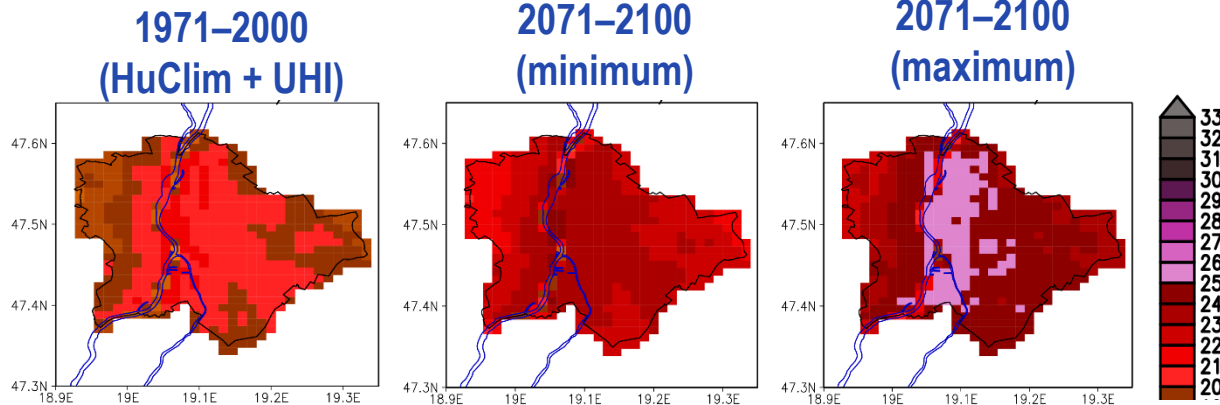 1971–2000
(HuClim + UHI)
2071–2100
(minimum)
2071–2100
(maximum)
47.6N
47.5N
47.4N
47.3N
18.9E 19E 19.1E 19.2E 19.3E
47.6N
47.5N
47.4N
47.3N
18.9E 19E 19.1E 19.2E 19.3E
47.6N
47.5N
47.4N
47.3N
18.9E 19E 19.1E 19.2E 19.3E
33
32
31
30
29
28
27
26
25
24
23
22
21
20